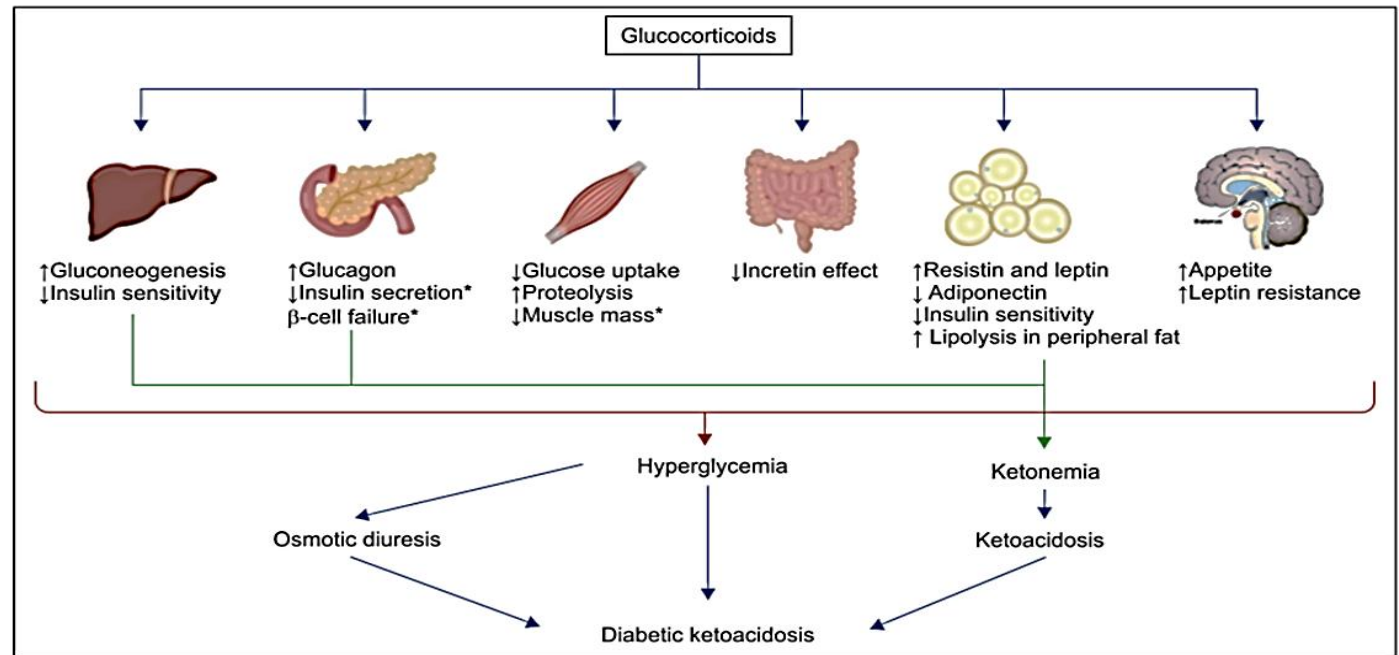 Glucocorticoids
↑Gluconeogenesis
↓Insulin sensitivity
↑Glucagon
↓Insulin secretion*
β-cell failure*
↓Glucose uptake
↑Proteolysis
↓Muscle mass*
↓Incretin effect
↑Resistin and leptin
↓ Adiponectin
↓Insulin sensitivity
↑ Lipolysis in peripheral fat
↑Appetite
↑Leptin resistance
Hyperglycemia
Ketonemia
Osmotic diuresis
Ketoacidosis
Diabetic ketoacidosis